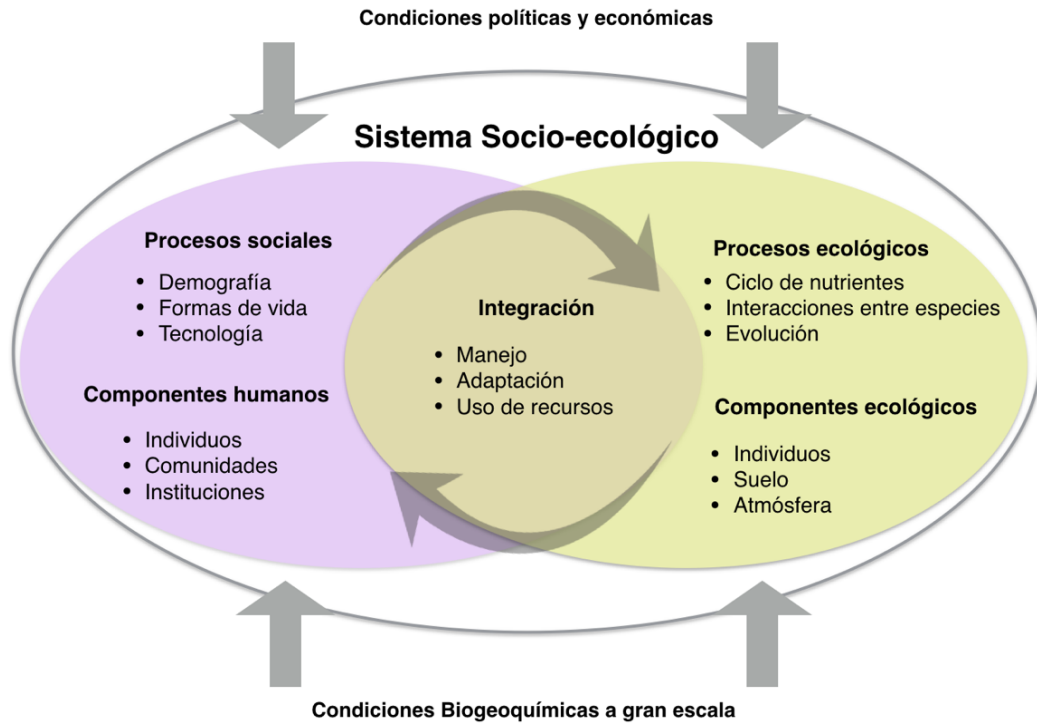 Condiciones políticas y económicas
Sistema Socio-ecológico
Procesos sociales
• Demografía
• Formas de vida
• Tecnología
Componentes humanos
• Individuos
• Comunidades
• Instituciones
Integración
• Manejo
• Adaptación
• Uso de recursos
Procesos ecológicos
• Ciclo de nutrientes
• Interacciones entre especies
• Evolución
Componentes ecológicos
• Individuos
• Suelo
• Atmósfera
Condiciones Biogeoquímicas a gran escala